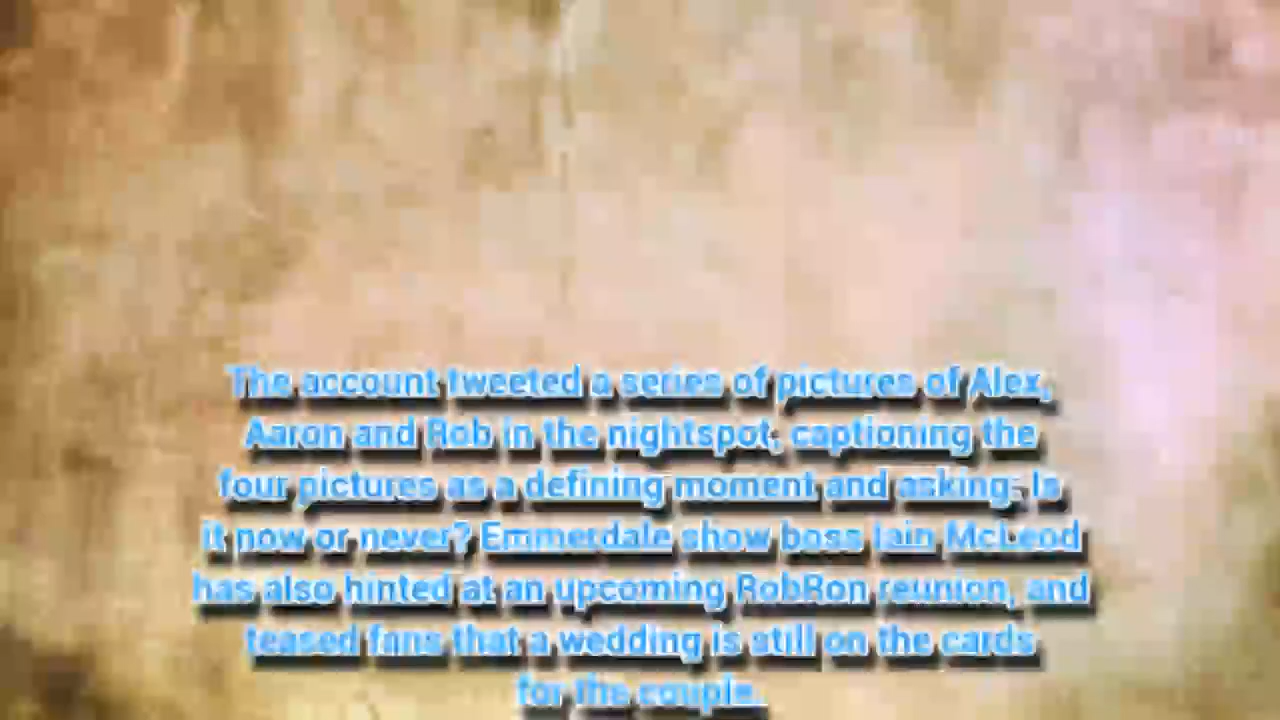 The account tweeted a series of pictures of Alex,
Aaron and Rob in the nightspot, captioning the
four pictures as a defining moment and asking: Is
it now or never? Emmerdale show boss Iain McLeod
has also hinted at an upcoming RobRon reunion, and
teased fans that a wedding is still on the cards
for the couple.